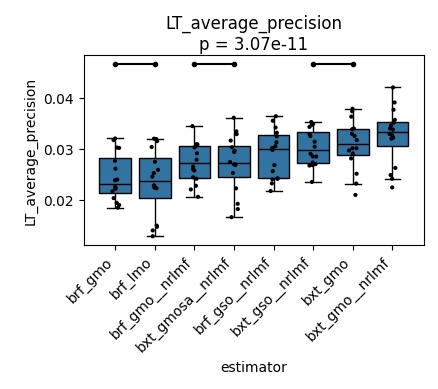 LT_average_precision
p = 3.07e-11
LT_average_precision
0.04
0.03
0.02
brf_gmo
brf_lmo
brf_gmo__nrlmf
bxt_gmosa__nrlmf
brf_gso__nrlmf
bxt_gso__nrlmf
bxt_gmo
bxt_gmo__nrlmf
estimator